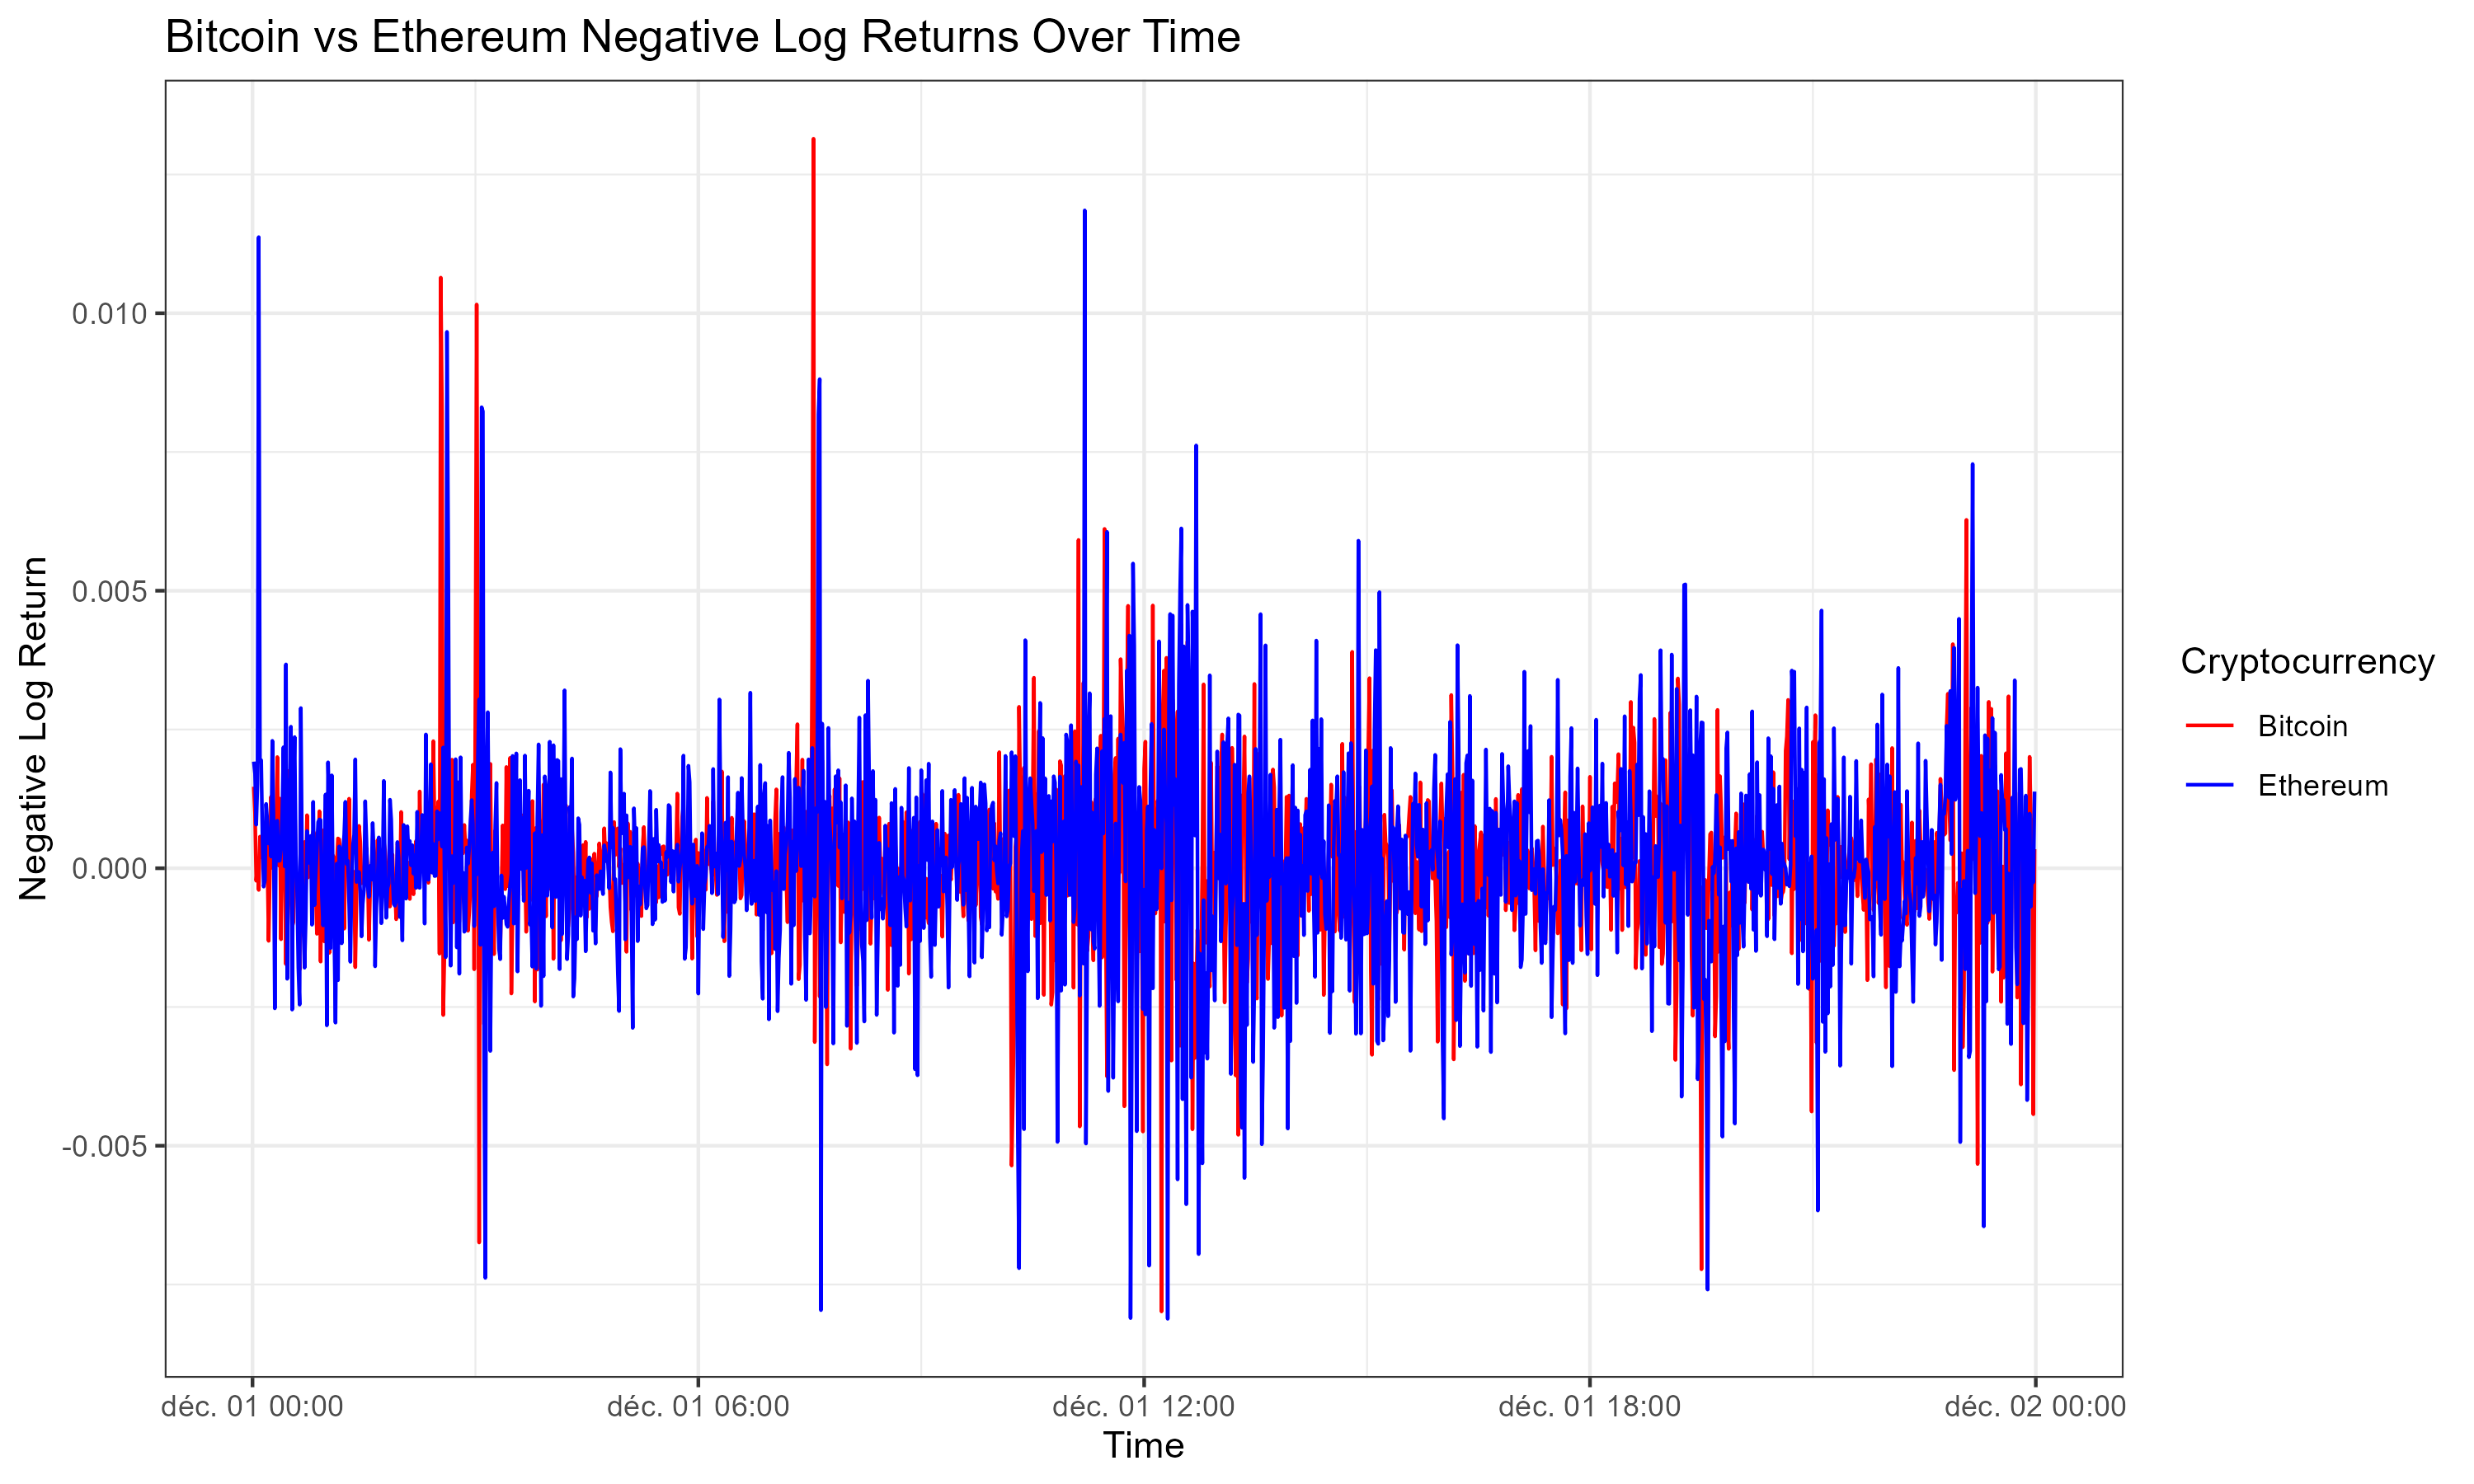 Bitcoin vs Ethereum Negative Log Returns Over Time
Negative Log Return
0.010
0.005
0.000
-0.005
déc. 01 00:00
déc. 01 06:00
déc. 01 12:00
déc. 01 18:00
déc. 02 00:00
Time
Cryptocurrency
Bitcoin
Ethereum